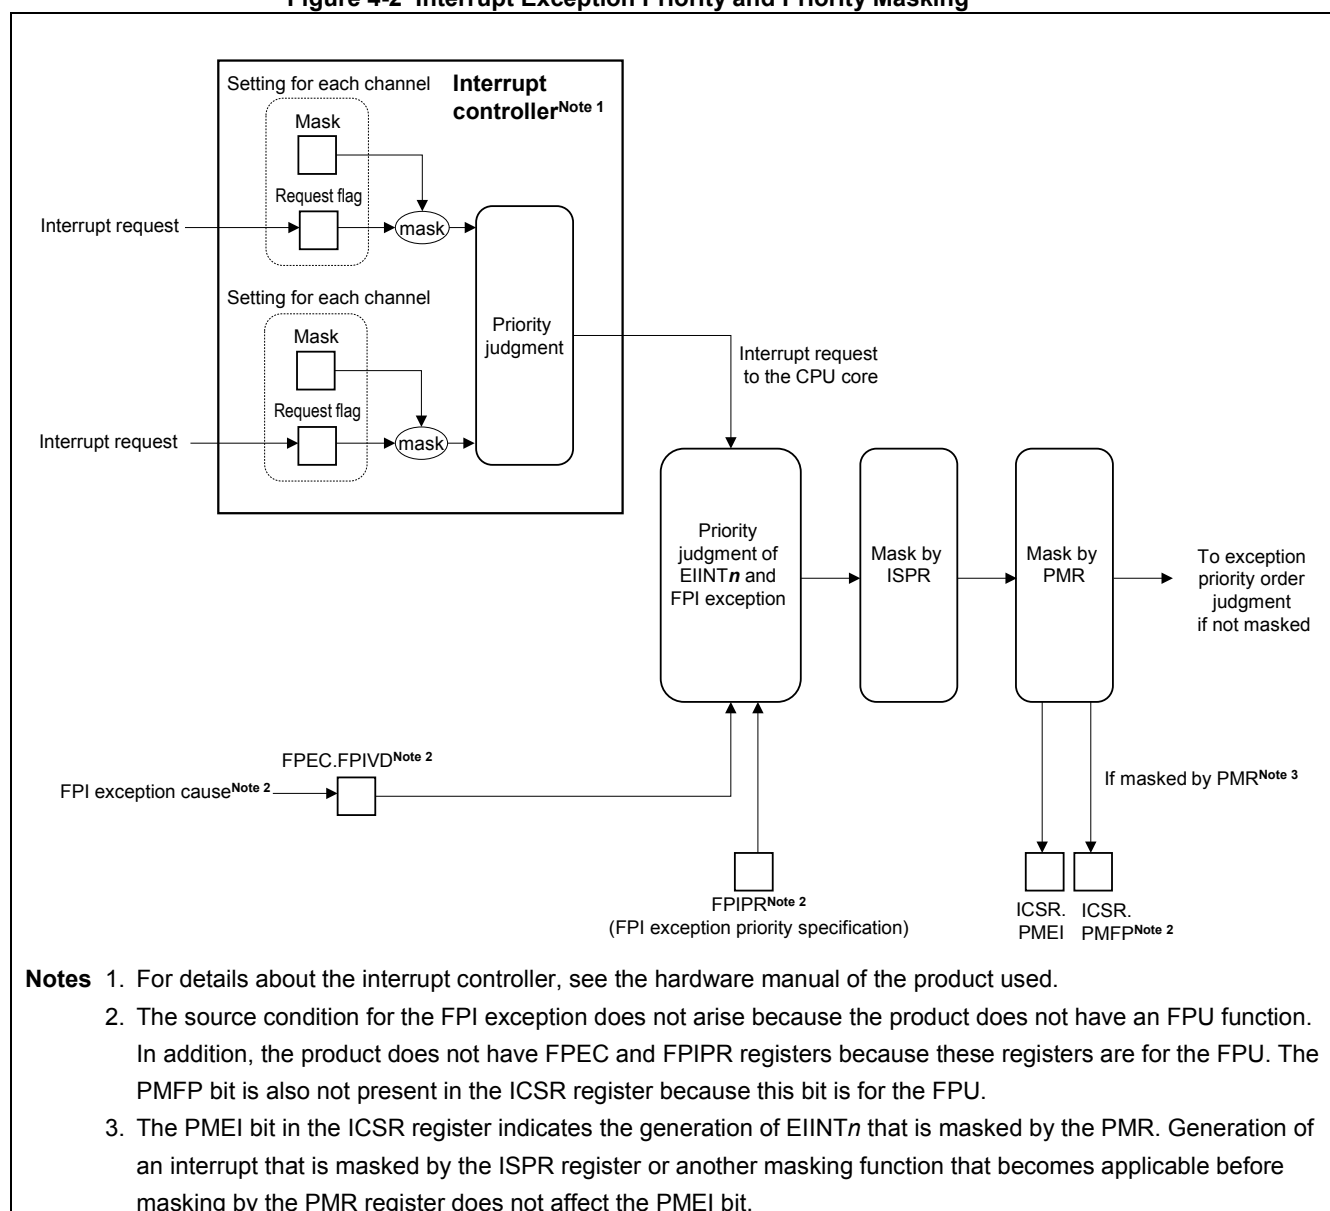 Figure 4-2 Interrupt Exception Priority and Priority Masking
Setting for each channel
Interrupt
controllerNote 1
Mask
Request flag
Interrupt request
mask
Setting for each channel
Mask
Request flag
Interrupt request
mask
Priority
judgment
Interrupt request
to the CPU core
Priority
judgment of
EIINTn and
FPI exception
Mask by
ISPR
Mask by
PMR
To exception
priority order
judgment
if not masked
FPEC.FPIVDNote 2
FPI exception causeNote 2
If masked by PMRNote 3
FPIPRNote 2
(FPI exception priority specification)
ICSR.
PMEI
ICSR.
PMFPNote 2
Notes 1. For details about the interrupt controller, see the hardware manual of the product used.
2. The source condition for the FPI exception does not arise because the product does not have an FPU function.
In addition, the product does not have FPEC and FPIPR registers because these registers are for the FPU. The
PMFP bit is also not present in the ICSR register because this bit is for the FPU.
3. The PMEI bit in the ICSR register indicates the generation of EIINTn that is masked by the PMR. Generation of
an interrupt that is masked by the ISPR register or another masking function that becomes applicable before
masking by the PMR register does not affect the PMEI bit.